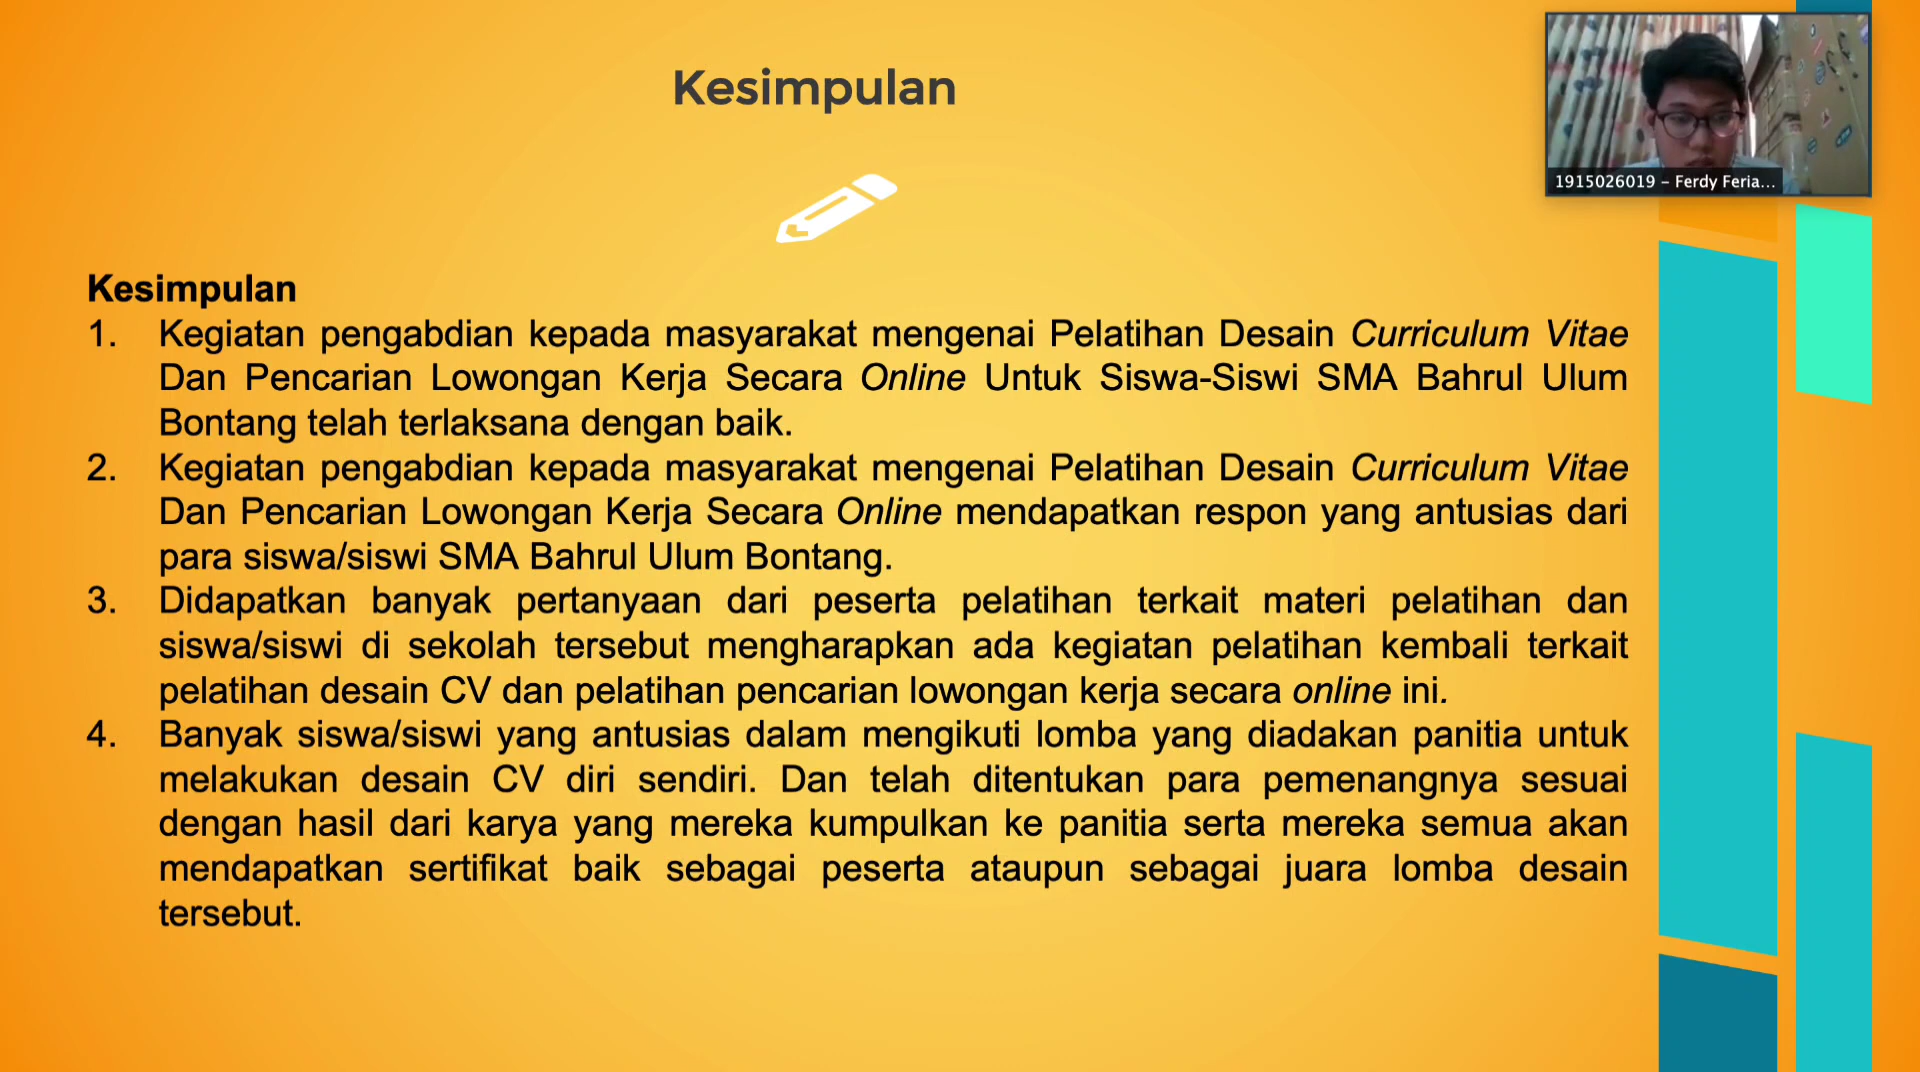 Kesimpulan
1915026019 – Ferdy Feria...
Kesimpulan
1. Kegiatan pengabdian kepada masyarakat mengenai Pelatihan Desain Curriculum Vitae
Dan Pencarian Lowongan Kerja Secara Online Untuk Siswa-Siswi SMA Bahrul Ulum
Bontang telah terlaksana dengan baik.
2. Kegiatan pengabdian kepada masyarakat mengenai Pelatihan Desain Curriculum Vitae
Dan Pencarian Lowongan Kerja Secara Online mendapatkan respon yang antusias dari
para siswa/siswi SMA Bahrul Ulum Bontang.
3. Didapatkan banyak pertanyaan dari peserta pelatihan terkait materi pelatihan dan
siswa/siswi di sekolah tersebut mengharapkan ada kegiatan pelatihan kembali terkait
pelatihan desain CV dan pelatihan pencarian lowongan kerja secara online ini.
4. Banyak siswa/siswi yang antusias dalam mengikuti lomba yang diadakan panitia untuk
melakukan desain CV diri sendiri. Dan telah ditentukan para pemenangnya sesuai
dengan hasil dari karya yang mereka kumpulkan ke panitia serta mereka semua akan
mendapatkan sertifikat baik sebagai peserta ataupun sebagai juara lomba desain
tersebut.